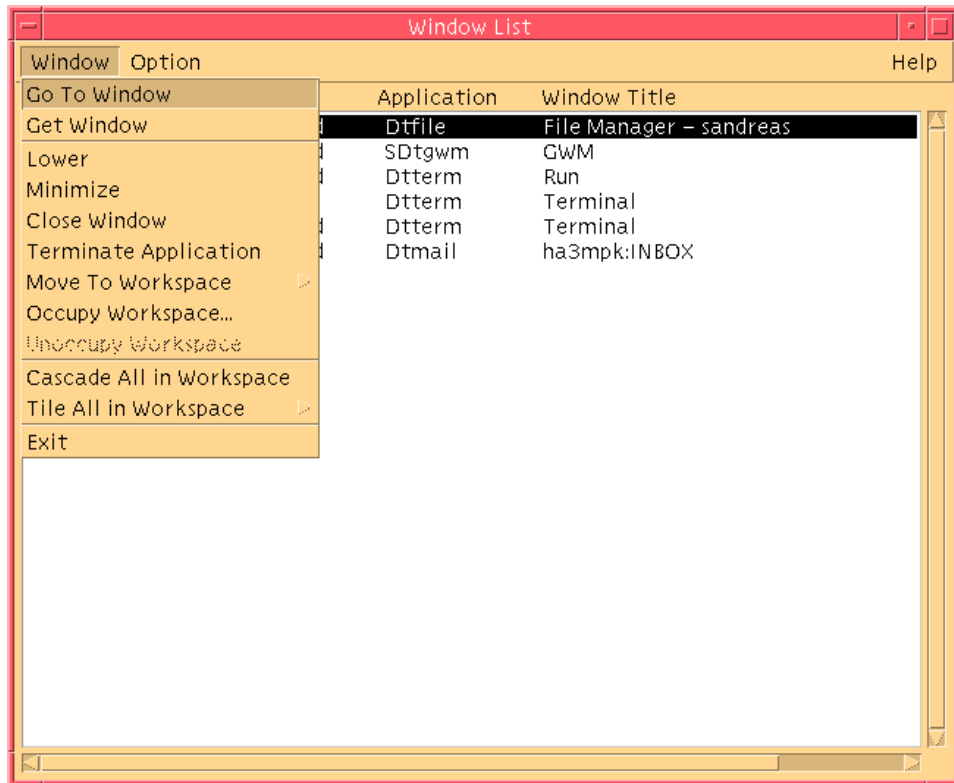 Window List
Window Option Help
Go To Window
Application Window Title
Get Window
d Dtfile File Manager – sandreas
d SDtgwm GWM
Lower
d Dtterm Run
Minimize
Dtterm Terminal
Close Window
d Dtterm Terminal
Terminate Application
d Dtmail ha3mpk:INBOX
Move To Workspace
Occupy Workspace...
Unoccupy Workspace
Cascade All in Workspace
Tile All in Workspace
Exit